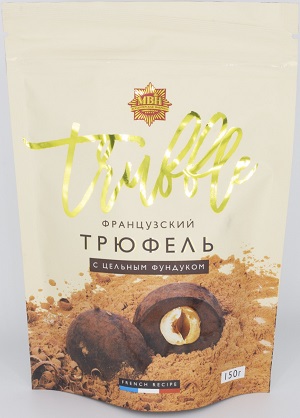 МВН
truffle
ФРАНЦУЗСКИЙ
ТРЮФЕЛЬ
С ЦЕЛЬНЫМ ФУНДУКОМ
150г
FRENCH RECIPE